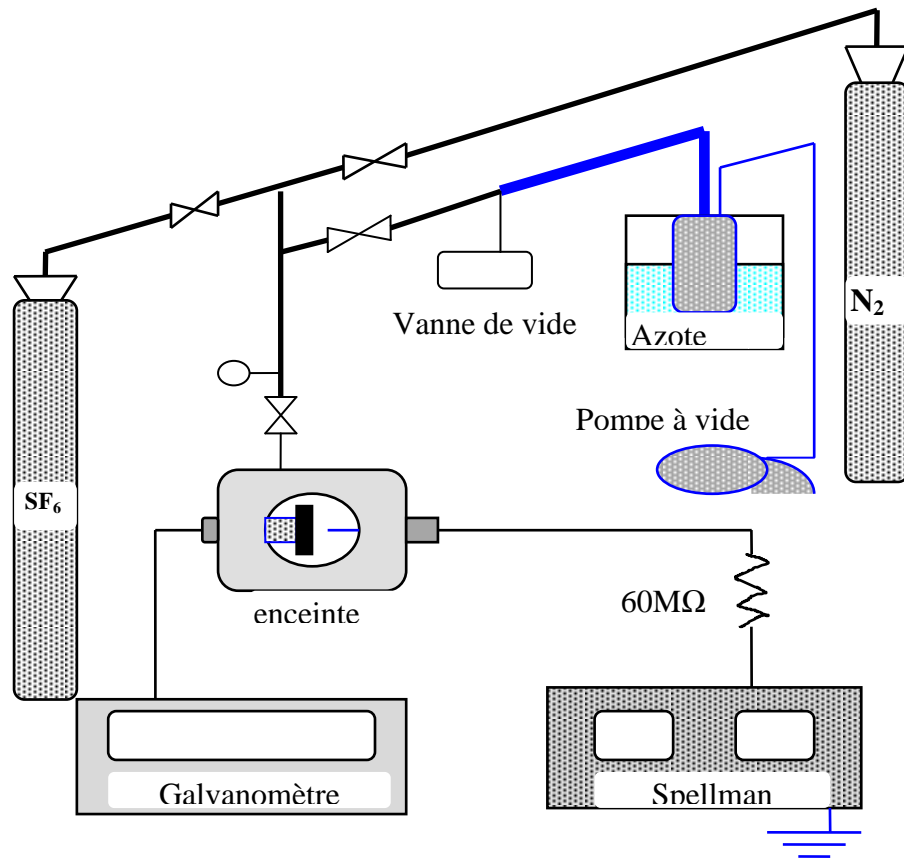 N₂
Vanne de vide
Azote
Pompe à vide
SF₆
enceinte
60MΩ
Galvanomètre
Spellman